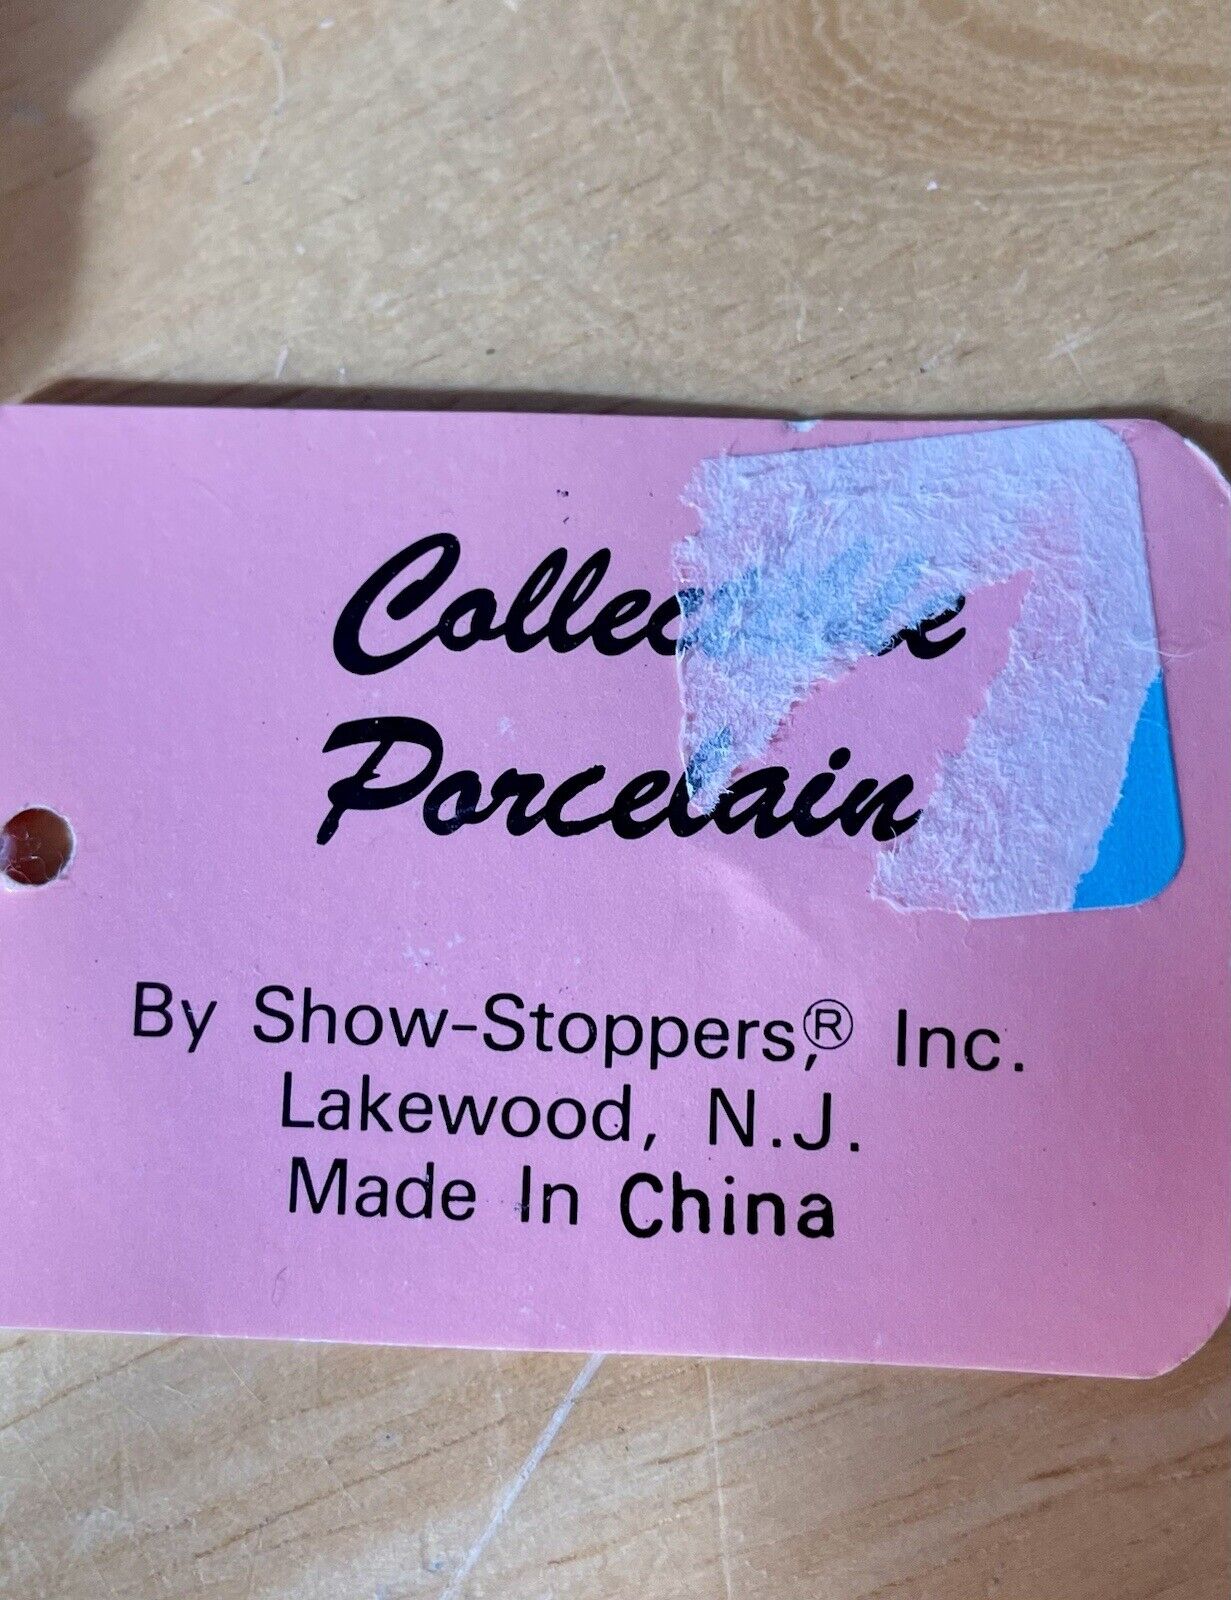 Porcelain
By Show-Stoppers,® Inc.
Lakewood, N.J.
Made In China